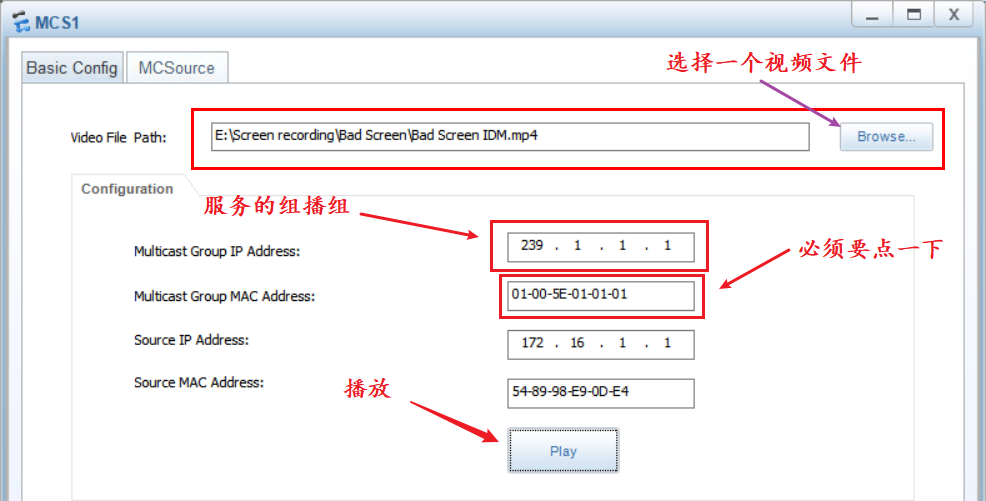 MCS1
Basic Config
MCSource
选择一个视频文件
Video File Path:
E:\Screen recording\Bad Screen\Bad Screen IDM.mp4
Browse...
Configuration
服务的组播组
Multicast Group IP Address:
239 . 1 . 1 . 1
必须要点一下
Multicast Group MAC Address:
01-00-5E-01-01-01
Source IP Address:
172 . 16 . 1 . 1
Source MAC Address:
54-89-98-E9-0D-E4
播放
Play